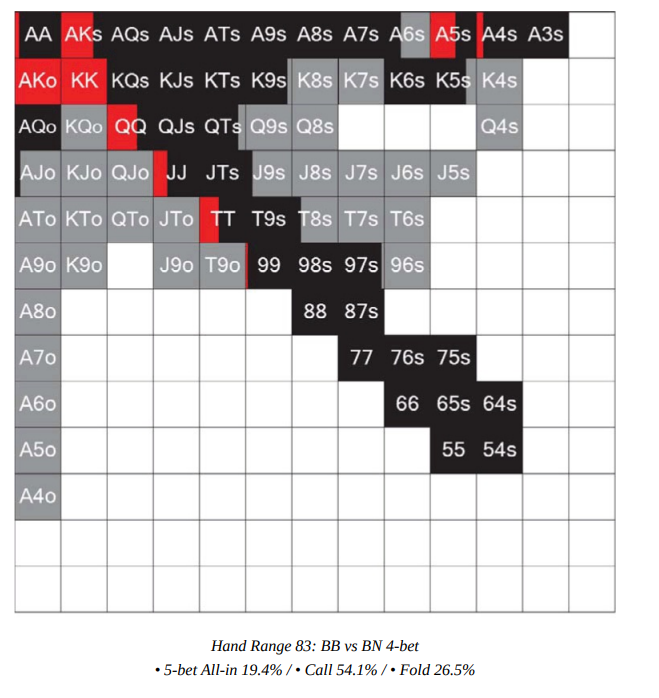 AA AKs AQs AJs ATs A9s A8s A7s A6s A5s A4s A3s
AKo KK KQs KJs KTs K9s K8s K7s K6s K5s K4s
AQo KQo QQ QJs QTs Q9s Q8s Q4s
AJo KJo QJo JJ JTs J9s J8s J7s J6s J5s
ATo KTo QTo JTo TT T9s T8s T7s T6s
A9o K9o J9o T9o 99 98s 97s 96s
A8o 88 87s
A7o 77 76s 75s
A6o 66 65s 64s
A5o 55 54s
A4o
Hand Range 83: BB vs BN 4-bet
• 5-bet All-in 19.4% / • Call 54.1% / • Fold 26.5%